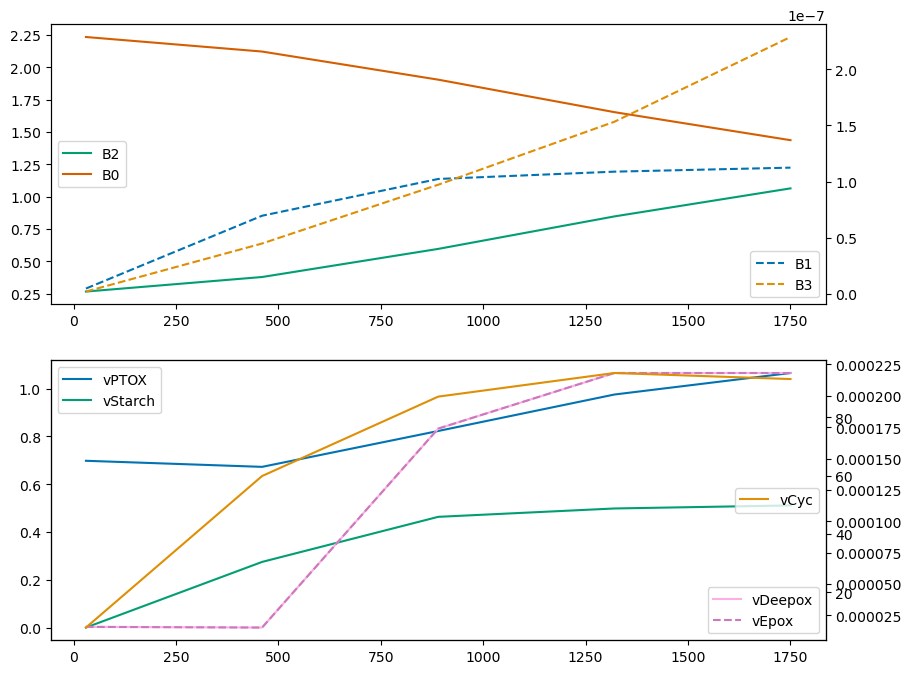 1e−7
2.25
2.00
1.75
1.50
1.25
1.00
0.75
0.50
0.25
2.0
1.5
1.0
0.5
0.0
B2
B0
B1
B3
0 250 500 750 1000 1250 1500 1750
1.0
0.8
0.6
0.4
0.2
0.0
vPTOX
vStarch
vCyc
vDeepox
vEpox
0.000225
0.000200
80
0.000175
0.000150
60
0.000125
0.000100
40
0.000075
0.000050
20
0.000025
0 250 500 750 1000 1250 1500 1750